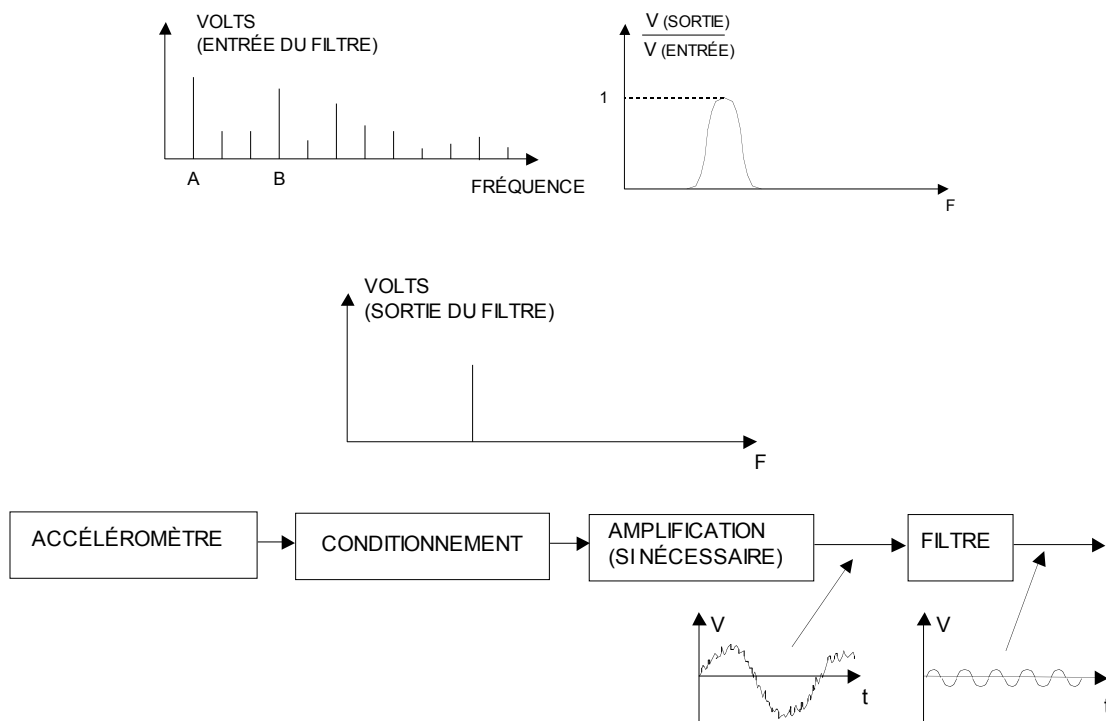 VOLTS
(ENTRÉE DU FILTRE)
A
B
FRÉQUENCE
V (SORTIE)
V (ENTRÉE)
1
F
VOLTS
(SORTIE DU FILTRE)
F
ACCÉLÉROMÈTRE
CONDITIONNEMENT
AMPLIFICATION
(SI NÉCESSAIRE)
FILTRE
V
t
V
t